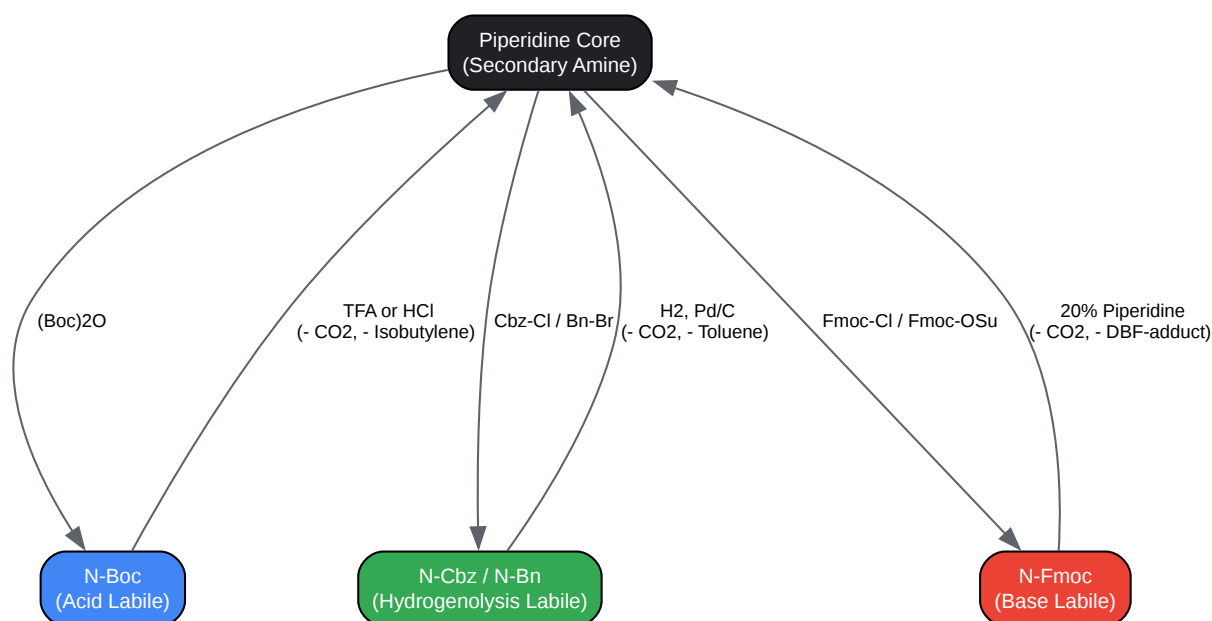 Piperidine Core
(Secondary Amine)
(Boc)2O
TFA or HCl
(- CO2, - Isobutylene)
Cbz-Cl / Bn-Br
H2, Pd/C
(- CO2, - Toluene)
Fmoc-Cl / Fmoc-OSu
20% Piperidine
(- CO2, - DBF-adduct)
N-Boc
(Acid Labile)
N-Cbz / N-Bn
(Hydrogenolysis Labile)
N-Fmoc
(Base Labile)